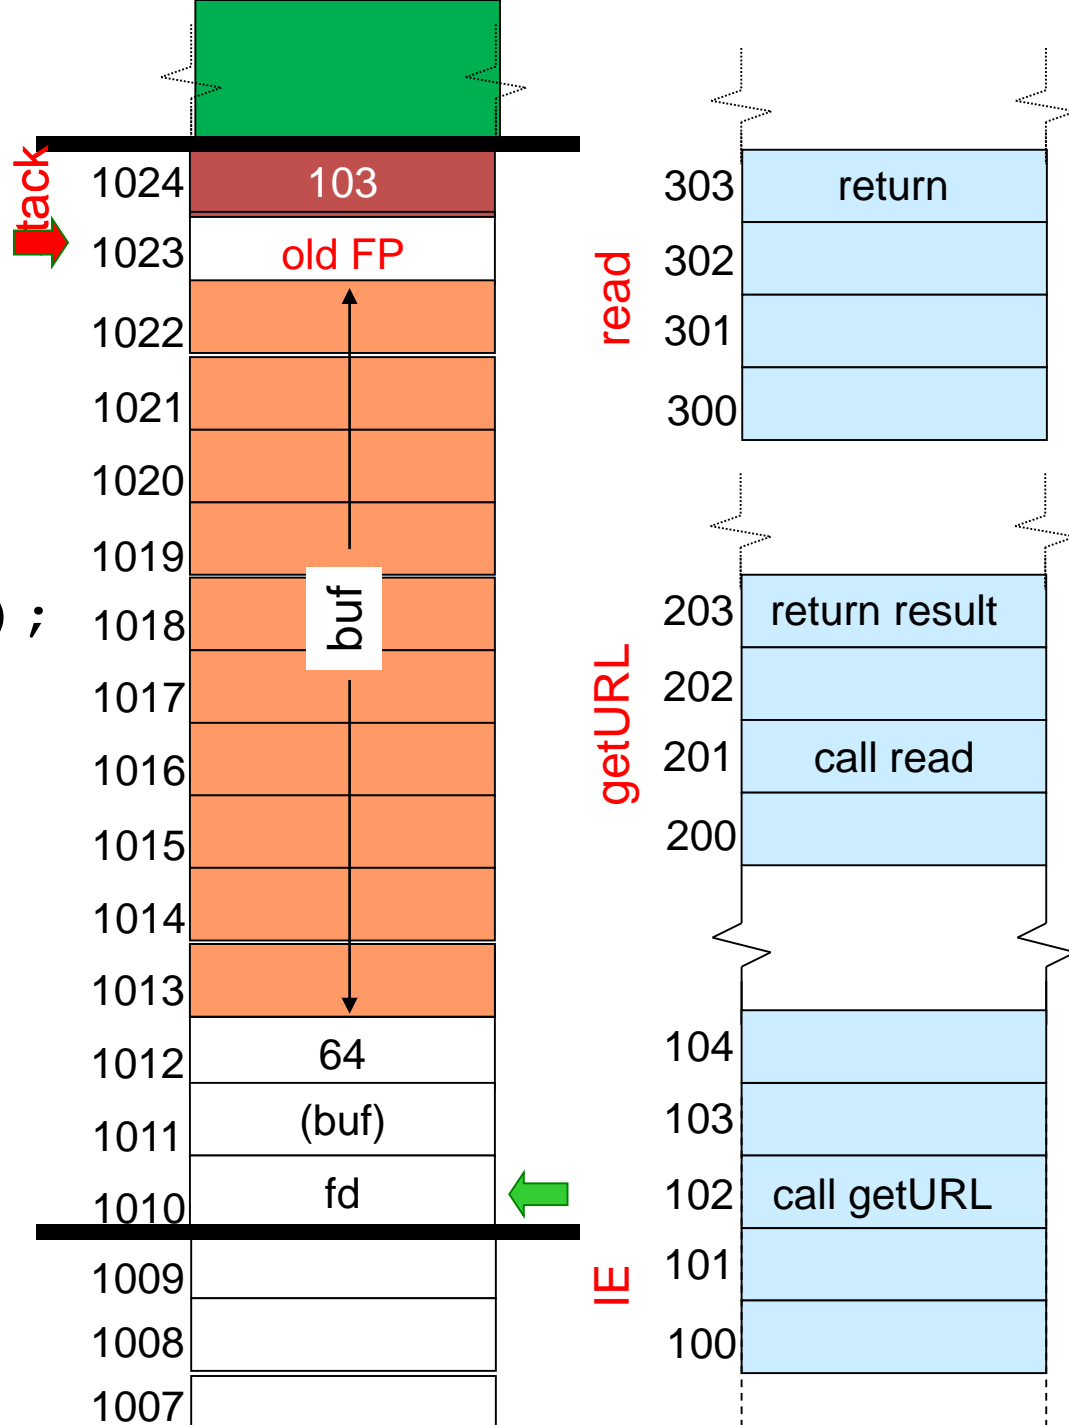 tack
1024 103
1023 old FP
1022
1021
1020
1019
) ;
1018
buf
1017
1016
1015
1014
1013
1012 64
1011 (buf)
1010 fd
1009
1008
1007
read
303 return
302
301
300
getURL
203 return result
202
201 call read
200
IE
104
103
102 call getURL
101
100